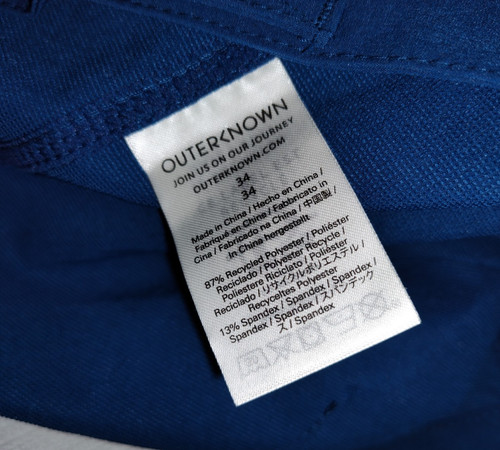 OUTERKNOWN
JOIN US ON OUR JOURNEY
OUTERKNOWN.COM
34
34
Made in China / Hecho en China /
Fabriqué en China / Fabbricato in
Cina / Fabricado na China / 中国製 /
in China hergestellt
87% Recycled Polyester / Poliéster
Reciclado / Polyester Recycle /
Poliestere Riciclato / Poliéster
Reciclado / リサイクルポリエステル /
Recyceltes Polyester
13% Spandex / Spandex / Spandex /
Spandex / Spandex / スパンデック
ス / Spandex